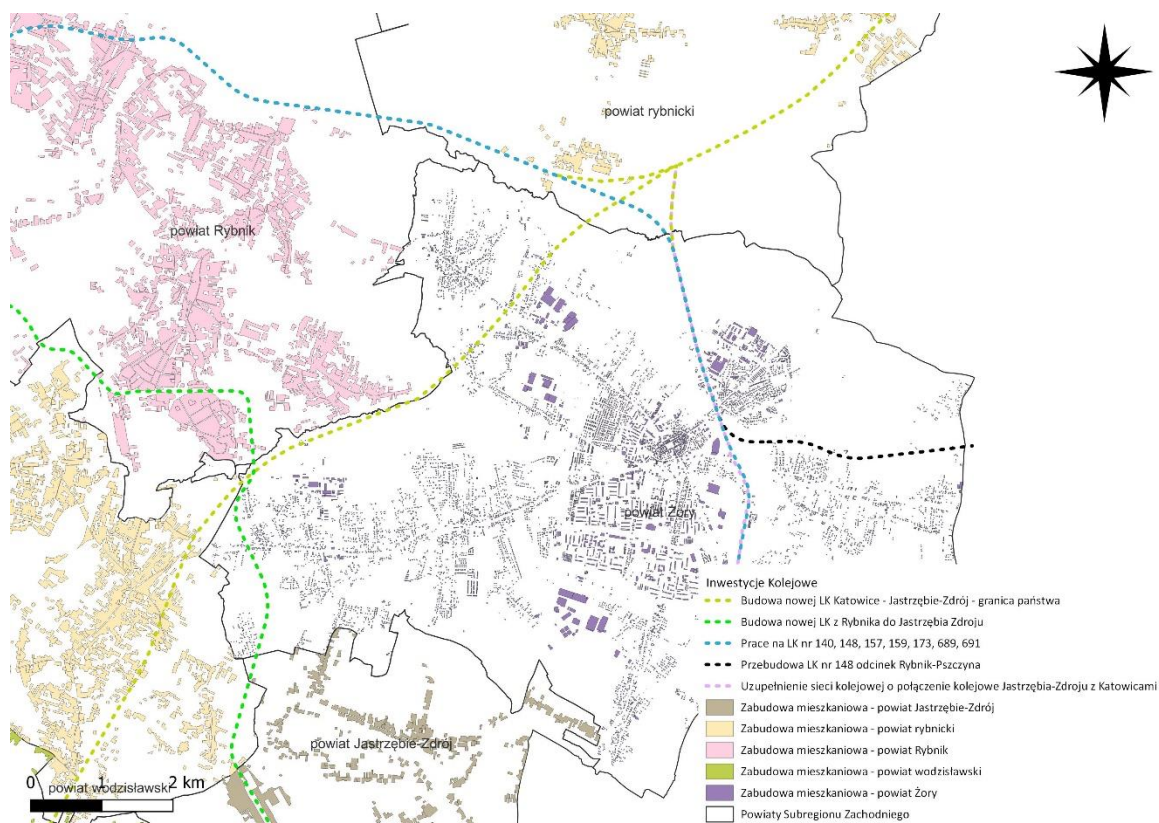 powiat rybnicki
powiat Rybnik
powiat Żory
powiat Jastrzębie-Zdrój
powiat wodzisławski
0 1 2 km
Inwestycje Kolejowe
Budowa nowej LK Katowice - Jastrzębie-Zdrój - granica państwa
Budowa nowej LK z Rybnika do Jastrzębia Zdroju
Prace na LK nr 140, 148, 157, 159, 173, 689, 691
Przebudowa LK nr 148 odcinek Rybnik-Pszczyna
Uzupełnienie sieci kolejowej o połączenie kolejowe Jastrzębia-Zdroju z Katowicami
Zabudowa mieszkaniowa - powiat Jastrzębie-Zdrój
Zabudowa mieszkaniowa - powiat rybnicki
Zabudowa mieszkaniowa - powiat Rybnik
Zabudowa mieszkaniowa - powiat wodzisławski
Zabudowa mieszkaniowa - powiat Żory
Powiaty Subregionu Zachodniego